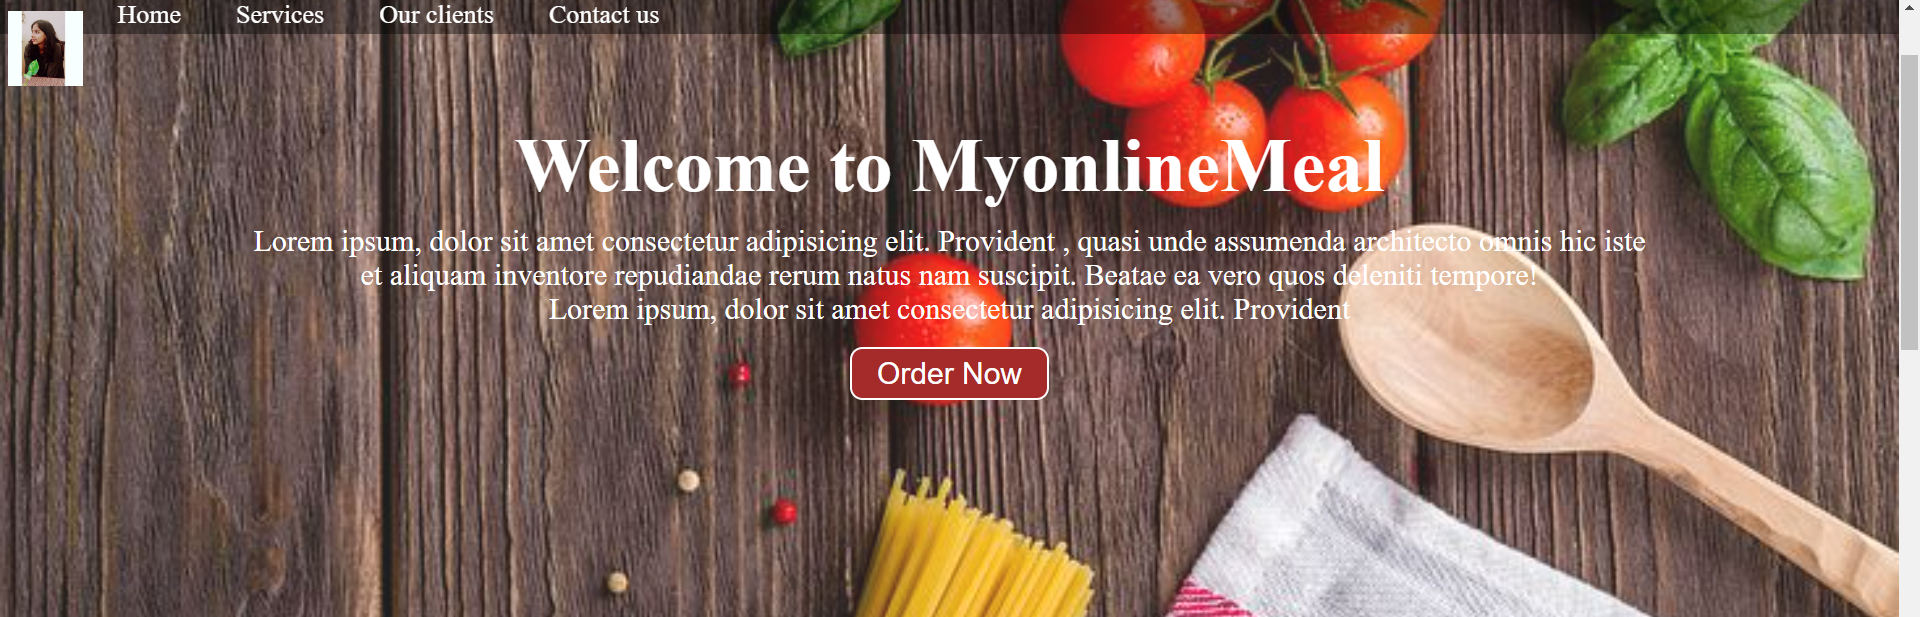 Home Services Our clients Contact us
Welcome to MyonlineMeal
Lorem ipsum, dolor sit amet consectetur adipisicing elit. Provident , quasi unde assumenda architecto omnis hic iste
et aliquam inventore repudiandae rerum natus nam suscipit. Beatae ea vero quos deleniti tempore!
Lorem ipsum, dolor sit amet consectetur adipisicing elit. Provident
Order Now